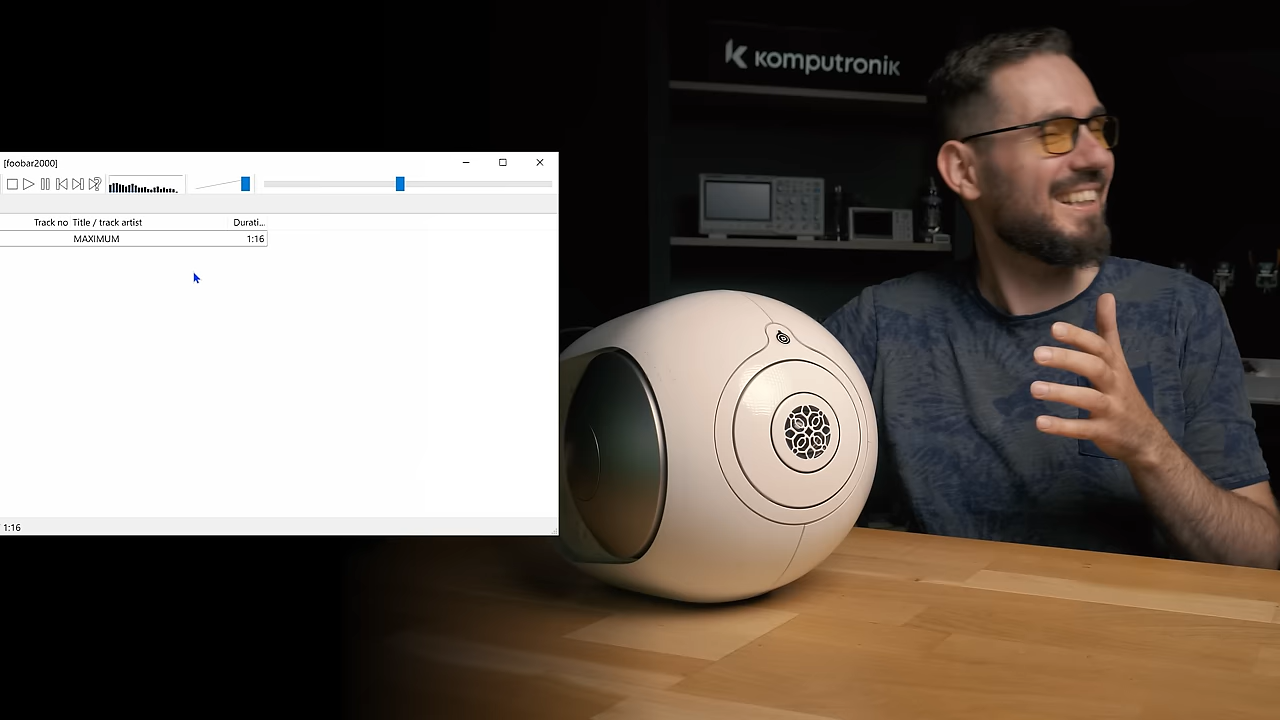 Komputronik
[foobar2000]
Track no Title / track artist Durati...
MAXIMUM 1:16
1:16